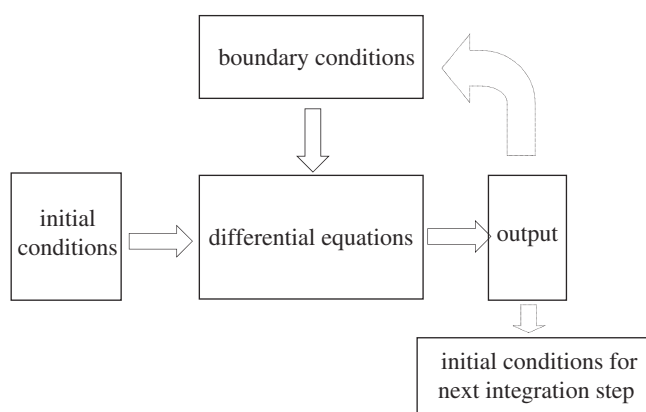 boundary conditions
initial
conditions
differential equations
output
initial conditions for
next integration step